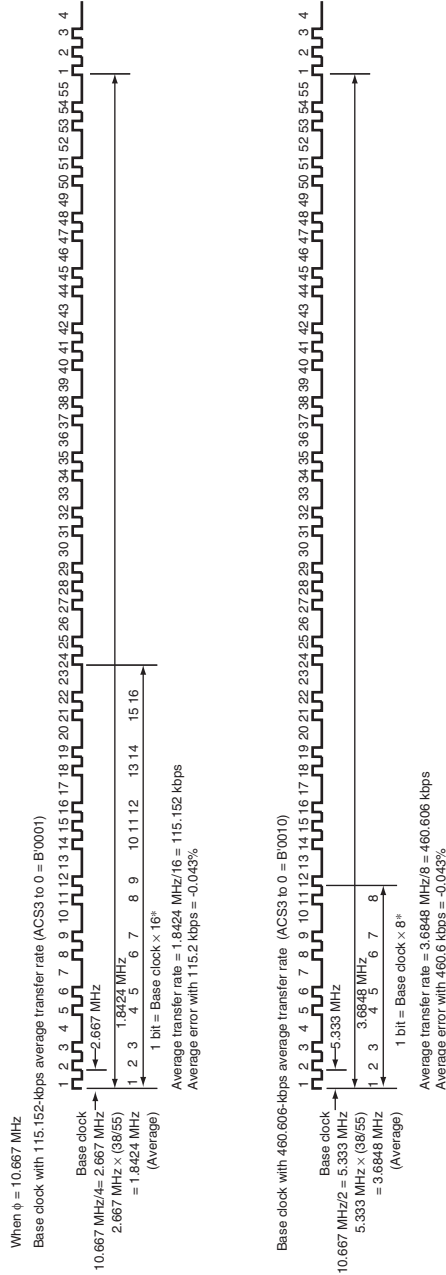 When ϕ = 10.667 MHz
Base clock with 115.152-kbps average transfer rate (ACS3 to 0 = B'0001)
1 2 3 4 5 6 7 8 9 10 11 12 13 14 15 16 17 18 19 20 21 22 23 24 25 26 27 28 29 30 31 32 33 34 35 36 37 38 39 40 41 42 43 44 45 46 47 48 49 50 51 52 53 54 55 1 2 3 4
Base clock
10.667 MHz/4= 2.667 MHz
2.667 MHz
2.667 MHz × (38/55)
= 1.8424 MHz
(Average)
1.8424 MHz
1 2 3 4 5 6 7 8 9 10 11 12 13 14 15 16
1 bit = Base clock × 16*
Average transfer rate = 1.8424 MHz/16 = 115.152 kbps
Average error with 115.2 kbps = -0.043%
Base clock with 460.606-kbps average transfer rate (ACS3 to 0 = B'0010)
1 2 3 4 5 6 7 8 9 10 11 12 13 14 15 16 17 18 19 20 21 22 23 24 25 26 27 28 29 30 31 32 33 34 35 36 37 38 39 40 41 42 43 44 45 46 47 48 49 50 51 52 53 54 55 1 2 3 4
Base clock
10.667 MHz/2 = 5.333 MHz
5.333 MHz
5.333 MHz × (38/55)
= 3.6848 MHz
(Average)
3.6848 MHz
1 2 3 4 5 6 7 8
1 bit = Base clock × 8*
Average transfer rate = 3.6848 MHz/8 = 460.606 kbps
Average error with 460.6 kbps = -0.043%